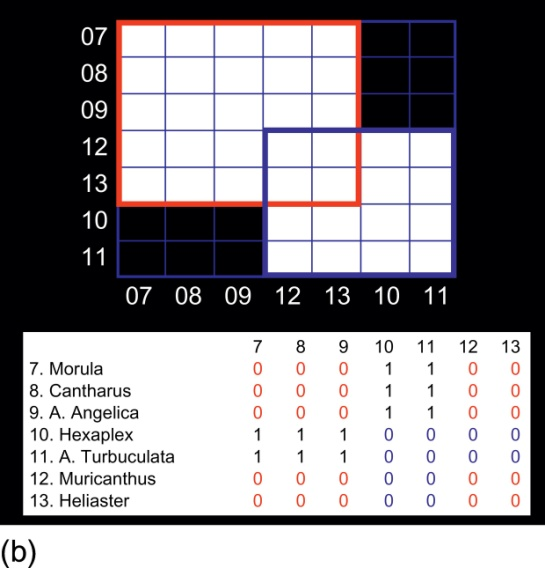 07
08
09
12
13
10
11
07 08 09 12 13 10 11
7 8 9 10 11 12 13
7. Morula 0 0 0 1 1 0 0
8. Cantharus 0 0 0 1 1 0 0
9. A. Angelica 0 0 0 1 1 0 0
10. Hexaplex 1 1 1 0 0 0 0
11. A. Turbuculata 1 1 1 0 0 0 0
12. Muricanthus 0 0 0 0 0 0 0
13. Heliaster 0 0 0 0 0 0 0
(b)